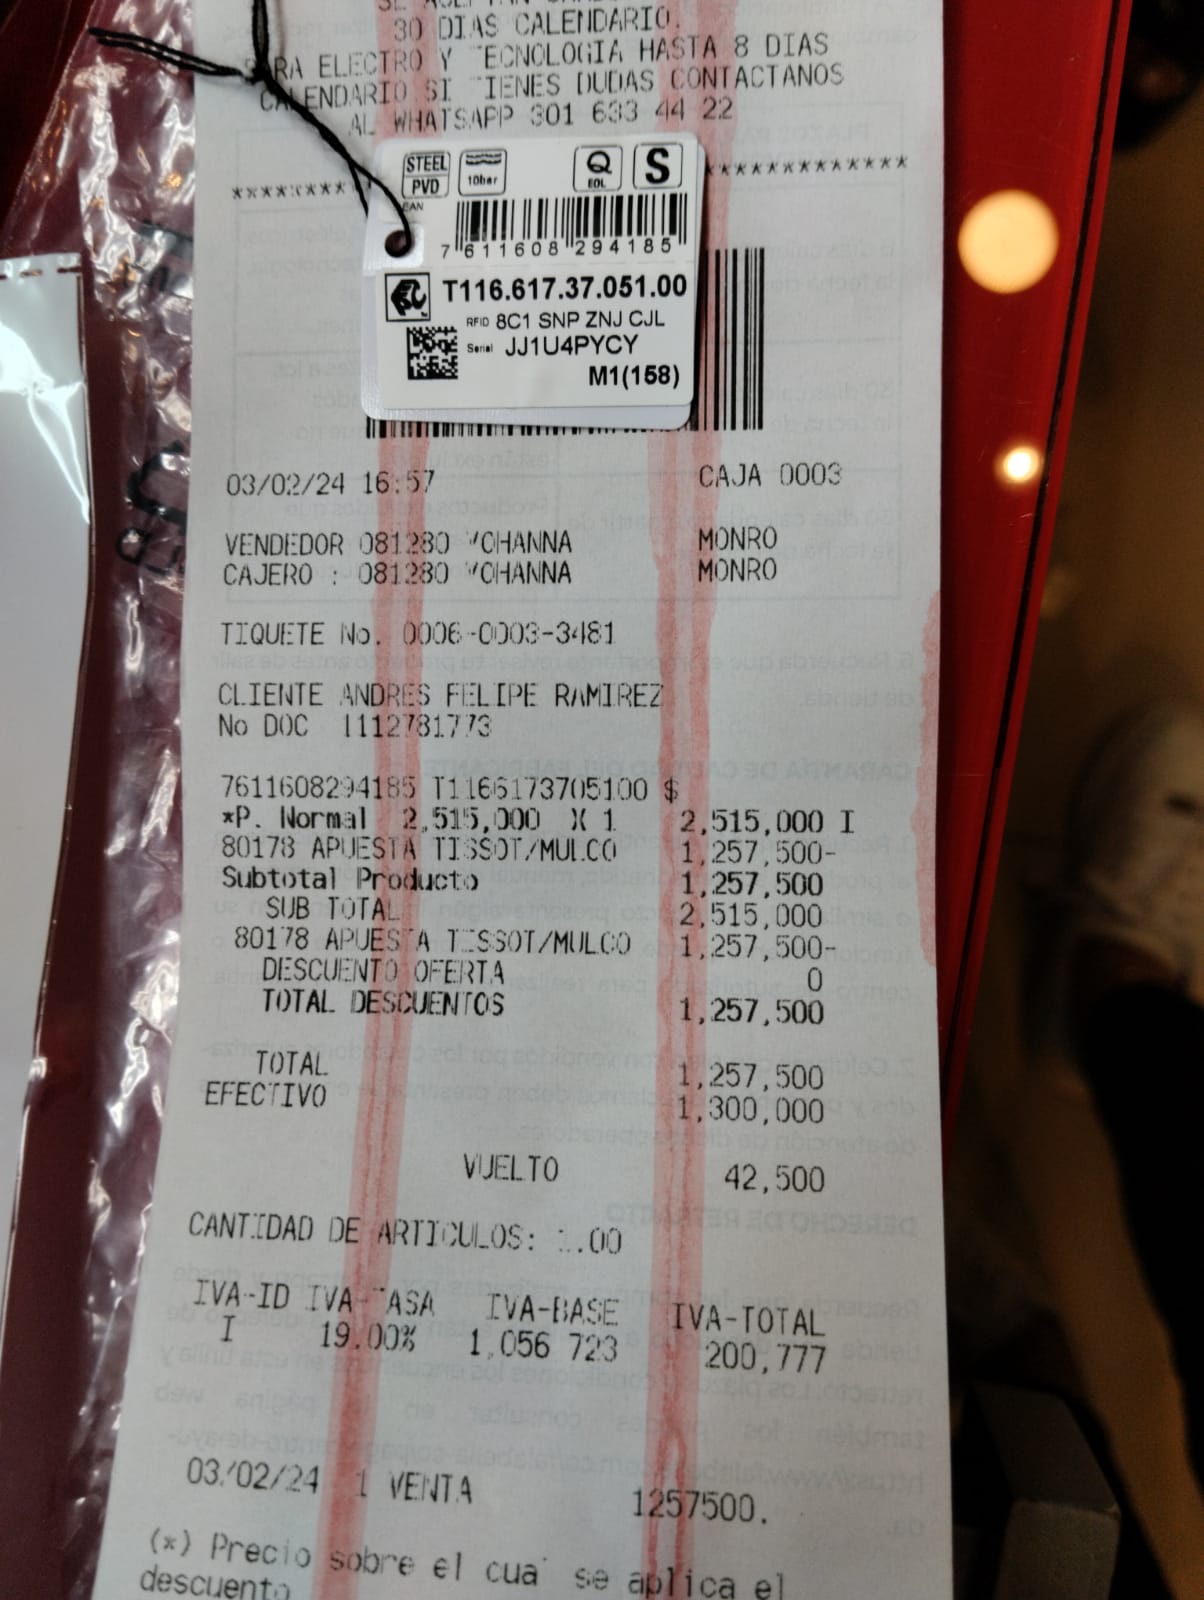 30 DIAS CALENDARIO.
ELECTRO Y TECNOLOGIA HASTA 8 DIAS
CALENDARIO SI TIENES DUDAS CONTACTANOS
AL WHATSAPP 301 633 44 22
STEEL
PVD
10bar
Q
EOL
S
EAN
7 611608 294185
T116.617.37.051.00
RFID 8C1 SNP ZNJ CJL
Serial JJ1U4PYCY
M1(158)
03/02/24 16:57 CAJA 0003
VENDEDOR 081280 YOHANNA MONRO
CAJERO : 081280 YOHANNA MONRO
TIQUETE No. 0006-0003-3481
CLIENTE ANDRES FELIPE RAMIREZ
No DOC 1112781773
7611608294185 T1166173705100 $
*P. Normal 2,515,000 X 1 2,515,000 I
80178 APUESTA TISSOT/MULCO 1,257,500-
Subtotal Producto 1,257,500
SUB TOTAL 2,515,000
80178 APUESTA TISSOT/MULCO 1,257,500-
DESCUENTO OFERTA 0
TOTAL DESCUENTOS 1,257,500
TOTAL 1,257,500
EFECTIVO 1,300,000
VUELTO 42,500
CANTIDAD DE ARTICULOS: 1.00
IVA-ID IVA-TASA IVA-BASE IVA-TOTAL
I 19.00% 1,056 723 200,777
03/02/24 1 VENTA 1257500.
(*) Precio sobre el cual se aplica el
descuento